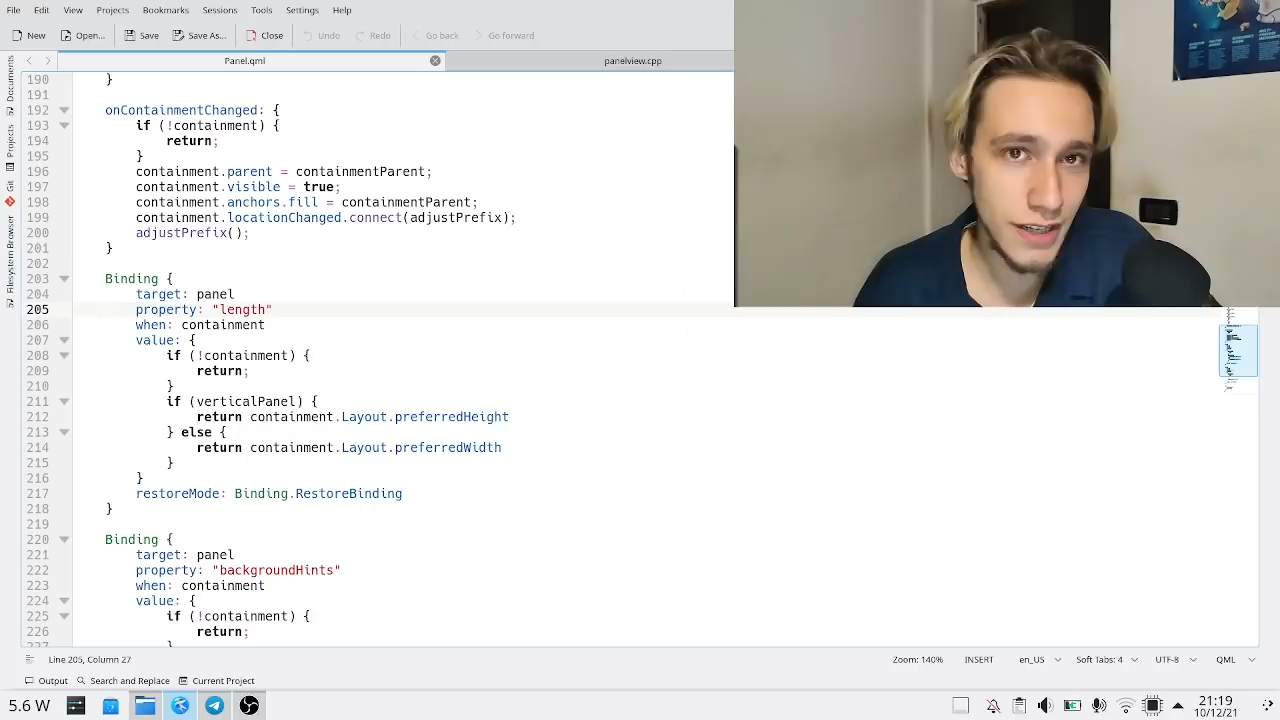 File Edit View Projects Bookmarks Sessions Tools Settings Help
New Open... Save Save As... Close Undo Redo Go back Go forward
Panel.qml panelview.cpp
Documents
Projects
Git
Filesystem Browser
190 }
191
192 onContainmentChanged: {
193 if (!containment) {
194 return;
195 }
196 containment.parent = containmentParent;
197 containment.visible = true;
198 containment.anchors.fill = containmentParent;
199 containment.locationChanged.connect(adjustPrefix);
200 adjustPrefix();
201 }
202
203 Binding {
204 target: panel
205 property: "length"
206 when: containment
207 value: {
208 if (!containment) {
209 return;
210 }
211 if (verticalPanel) {
212 return containment.Layout.preferredHeight
213 } else {
214 return containment.Layout.preferredWidth
215 }
216 }
217 restoreMode: Binding.RestoreBinding
218 }
219
220 Binding {
221 target: panel
222 property: "backgroundHints"
223 when: containment
224 value: {
225 if (!containment) {
226 return;
227 }
Line 205, Column 27 Zoom: 140% INSERT en_US Soft Tabs: 4 UTF-8 QML
Output Search and Replace Current Project
5.6 W 21:19
10/12/21